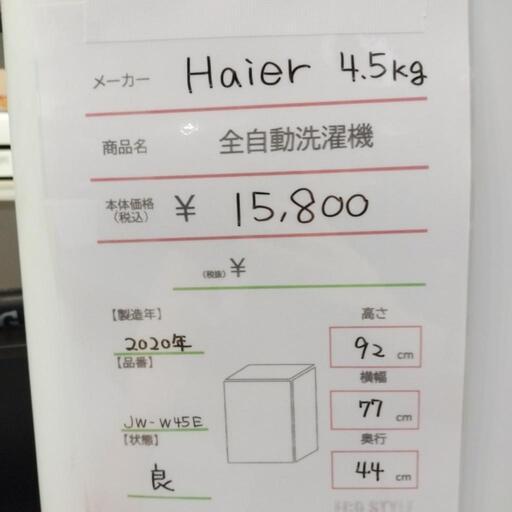 メーカー Haier 4.5kg
商品名 全自動洗濯機
本体価格(税込) ¥ 15,800
(税抜) ¥
【製造年】 高さ
2020年 92 cm
【品番】 横幅
JW-W45E 77 cm
【状態】 奥行
良 44 cm